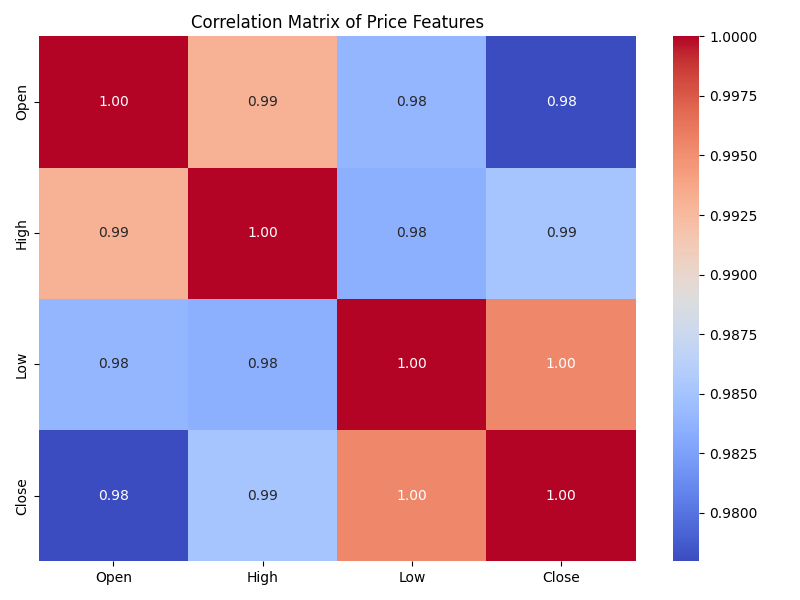 Correlation Matrix of Price Features
Open 1.00 0.99 0.98 0.98
High 0.99 1.00 0.98 0.99
Low 0.98 0.98 1.00 1.00
Close 0.98 0.99 1.00 1.00
Open High Low Close
1.0000
0.9975
0.9950
0.9925
0.9900
0.9875
0.9850
0.9825
0.9800